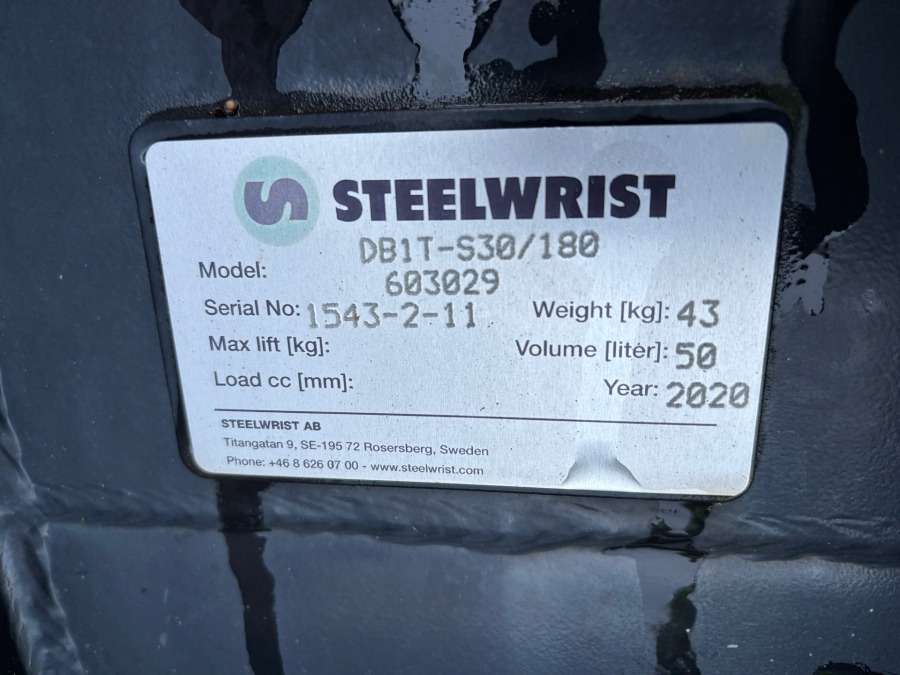 STEELWRIST
DB1T-S30/180
Model: 603029
Serial No: 1543-2-11 Weight [kg]: 43
Max lift [kg]: Volume [liter]: 50
Load cc [mm]: Year: 2020
STEELWRIST AB
Titangatan 9, SE-195 72 Rosersberg, Sweden
Phone: +46 8 626 07 00 - www.steelwrist.com